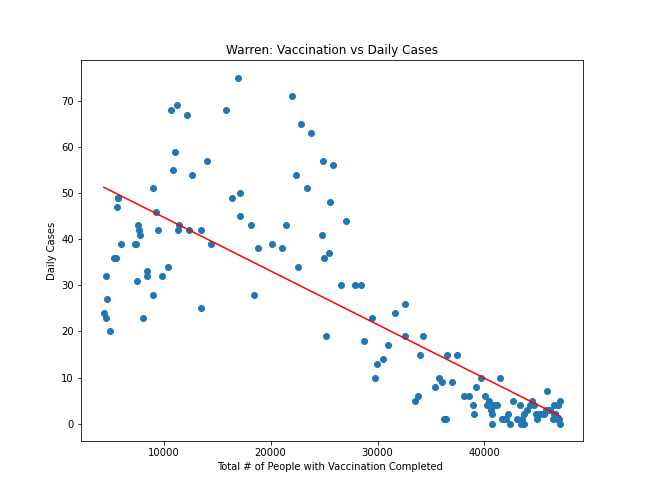 Warren: Vaccination vs Daily Cases
Daily Cases
70
60
50
40
30
20
10
0
10000 20000 30000 40000
Total # of People with Vaccination Completed